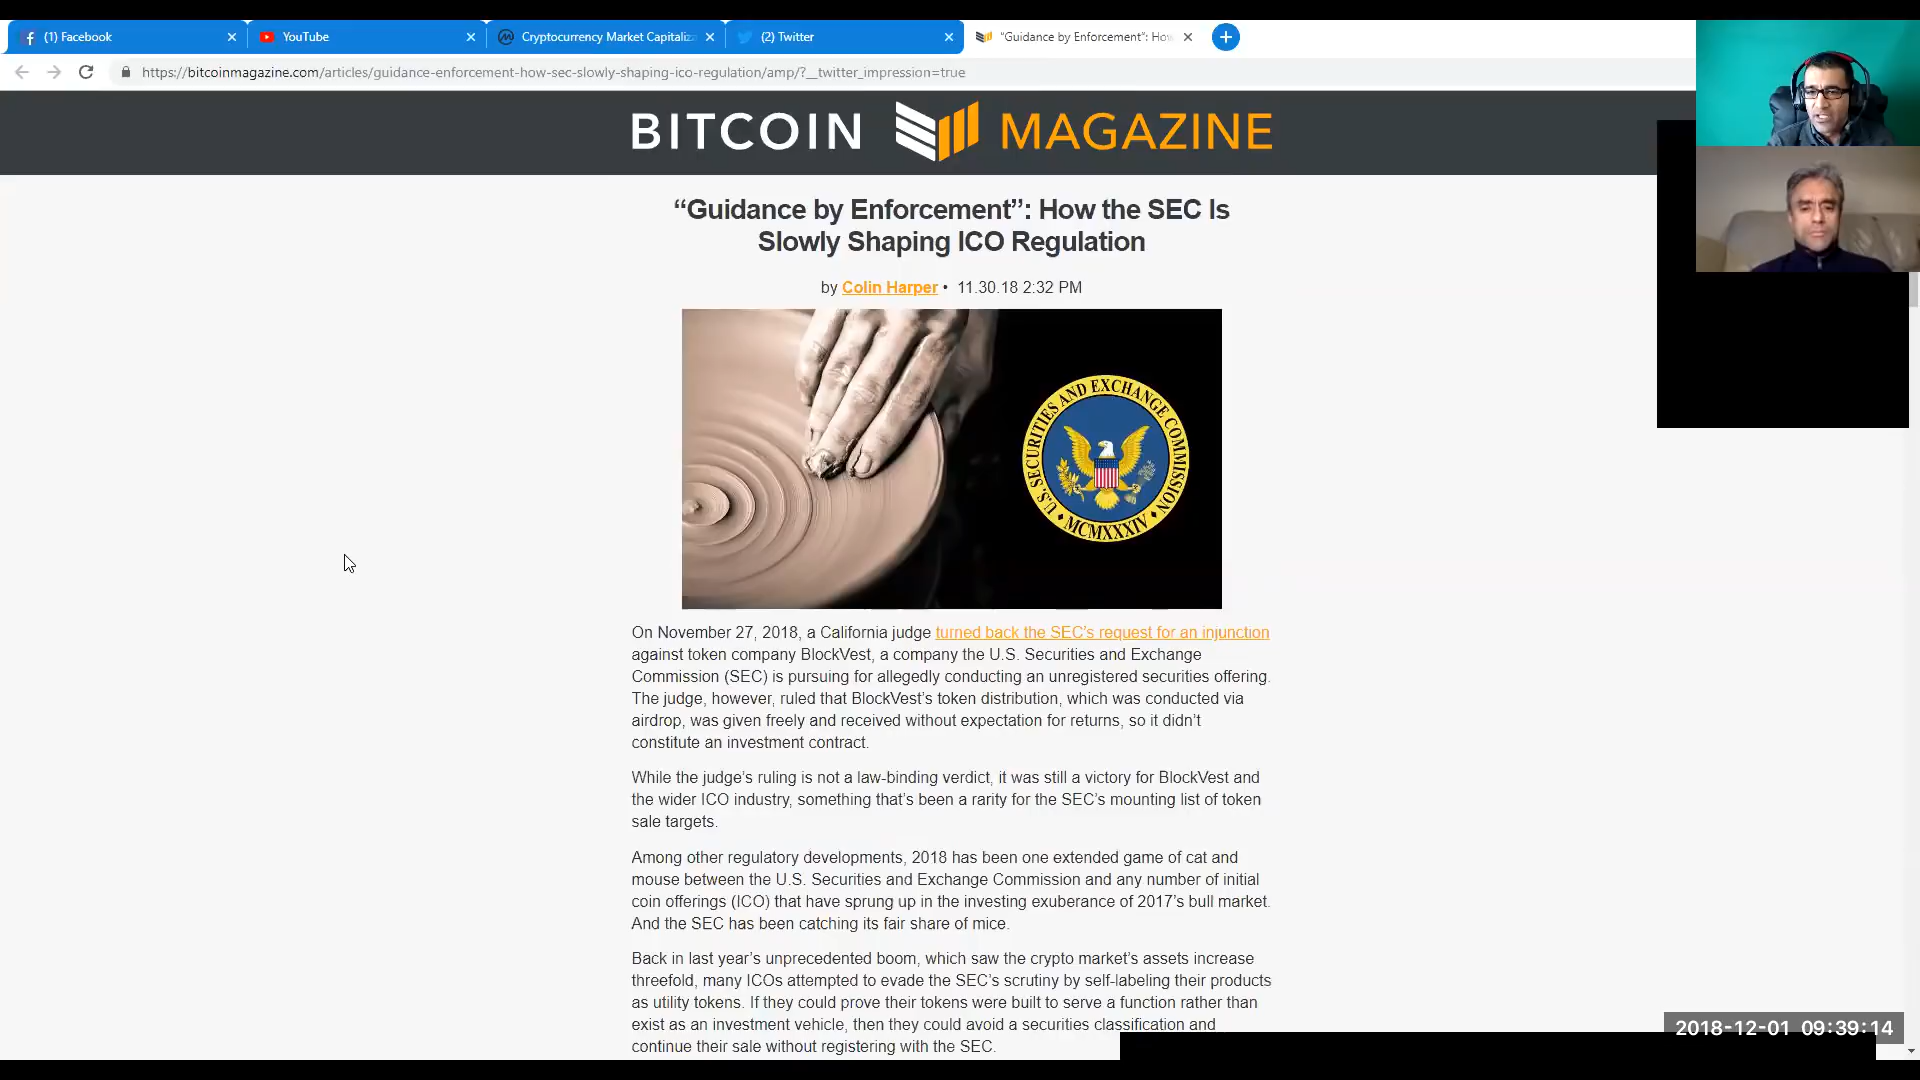 (1) Facebook
YouTube
Cryptocurrency Market Capitaliz
(2) Twitter
“Guidance by Enforcement”: How
https://bitcoinmagazine.com/articles/guidance-enforcement-how-sec-slowly-shaping-ico-regulation/amp/?__twitter_impression=true
BITCOIN MAGAZINE
“Guidance by Enforcement”: How the SEC Is
Slowly Shaping ICO Regulation
by Colin Harper • 11.30.18 2:32 PM
U.S. SECURITIES AND EXCHANGE COMMISSION
MCMXXXIV
On November 27, 2018, a California judge turned back the SEC’s request for an injunction
against token company BlockVest, a company the U.S. Securities and Exchange
Commission (SEC) is pursuing for allegedly conducting an unregistered securities offering.
The judge, however, ruled that BlockVest’s token distribution, which was conducted via
airdrop, was given freely and received without expectation for returns, so it didn’t
constitute an investment contract.
While the judge’s ruling is not a law-binding verdict, it was still a victory for BlockVest and
the wider ICO industry, something that’s been a rarity for the SEC’s mounting list of token
sale targets.
Among other regulatory developments, 2018 has been one extended game of cat and
mouse between the U.S. Securities and Exchange Commission and any number of initial
coin offerings (ICO) that have sprung up in the investing exuberance of 2017’s bull market.
And the SEC has been catching its fair share of mice.
Back in last year’s unprecedented boom, which saw the crypto market’s assets increase
threefold, many ICOs attempted to evade the SEC’s scrutiny by self-labeling their products
as utility tokens. If they could prove their tokens were built to serve a function rather than
exist as an investment vehicle, then they could avoid a securities classification and
continue their sale without registering with the SEC.
2018-12-01 09:39:14